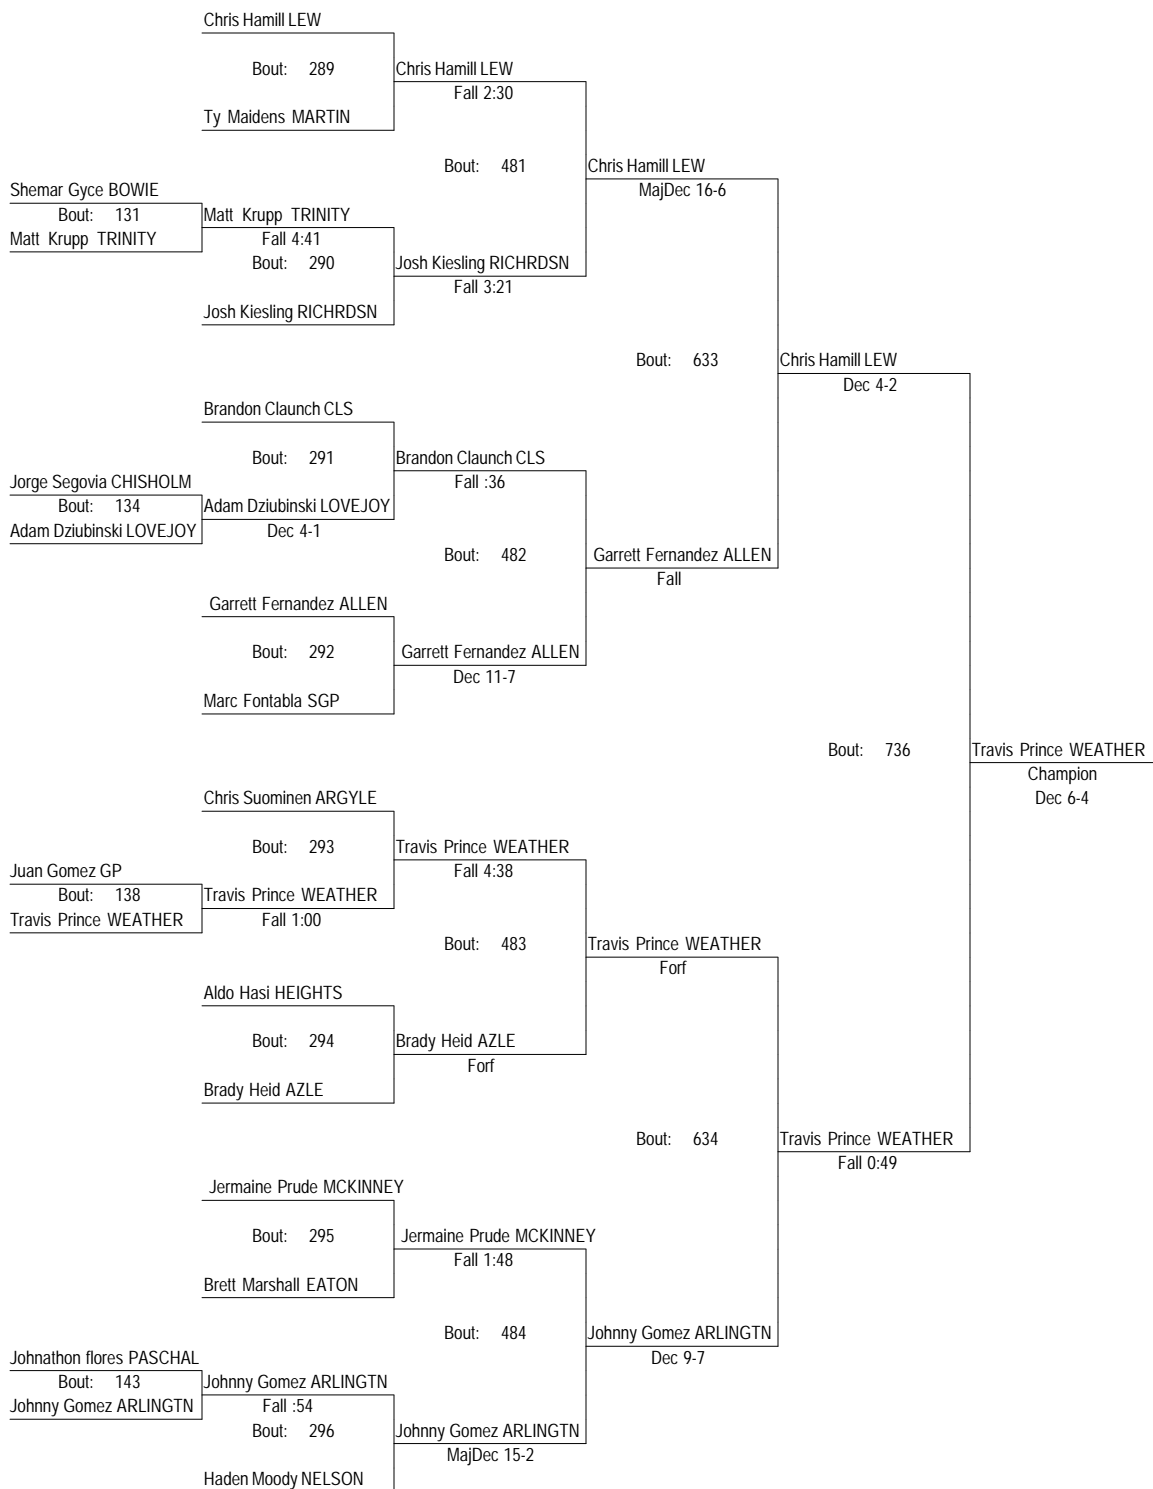 Chris Hamill LEW
Bout: 289
Chris Hamill LEW
Fall 2:30
Ty Maidens MARTIN
Bout: 481
Chris Hamill LEW
MajDec 16-6
Shemar Gyce BOWIE
Bout: 131
Matt Krupp TRINITY
Matt Krupp TRINITY
Fall 4:41
Bout: 290
Josh Kiesling RICHRDSN
Fall 3:21
Josh Kiesling RICHRDSN
Bout: 633
Chris Hamill LEW
Dec 4-2
Brandon Claunch CLS
Bout: 291
Brandon Claunch CLS
Fall :36
Jorge Segovia CHISHOLM
Bout: 134
Adam Dziubinski LOVEJOY
Adam Dziubinski LOVEJOY
Dec 4-1
Bout: 482
Garrett Fernandez ALLEN
Fall
Garrett Fernandez ALLEN
Bout: 292
Garrett Fernandez ALLEN
Dec 11-7
Marc Fontabla SGP
Bout: 736
Travis Prince WEATHER
Champion
Dec 6-4
Chris Suominen ARGYLE
Bout: 293
Travis Prince WEATHER
Fall 4:38
Juan Gomez GP
Bout: 138
Travis Prince WEATHER
Travis Prince WEATHER
Fall 1:00
Bout: 483
Travis Prince WEATHER
Forf
Aldo Hasi HEIGHTS
Bout: 294
Brady Heid AZLE
Forf
Brady Heid AZLE
Bout: 634
Travis Prince WEATHER
Fall 0:49
Jermaine Prude MCKINNEY
Bout: 295
Jermaine Prude MCKINNEY
Fall 1:48
Brett Marshall EATON
Bout: 484
Johnny Gomez ARLINGTN
Dec 9-7
Johnathon flores PASCHAL
Bout: 143
Johnny Gomez ARLINGTN
Johnny Gomez ARLINGTN
Fall :54
Bout: 296
Johnny Gomez ARLINGTN
MajDec 15-2
Haden Moody NELSON